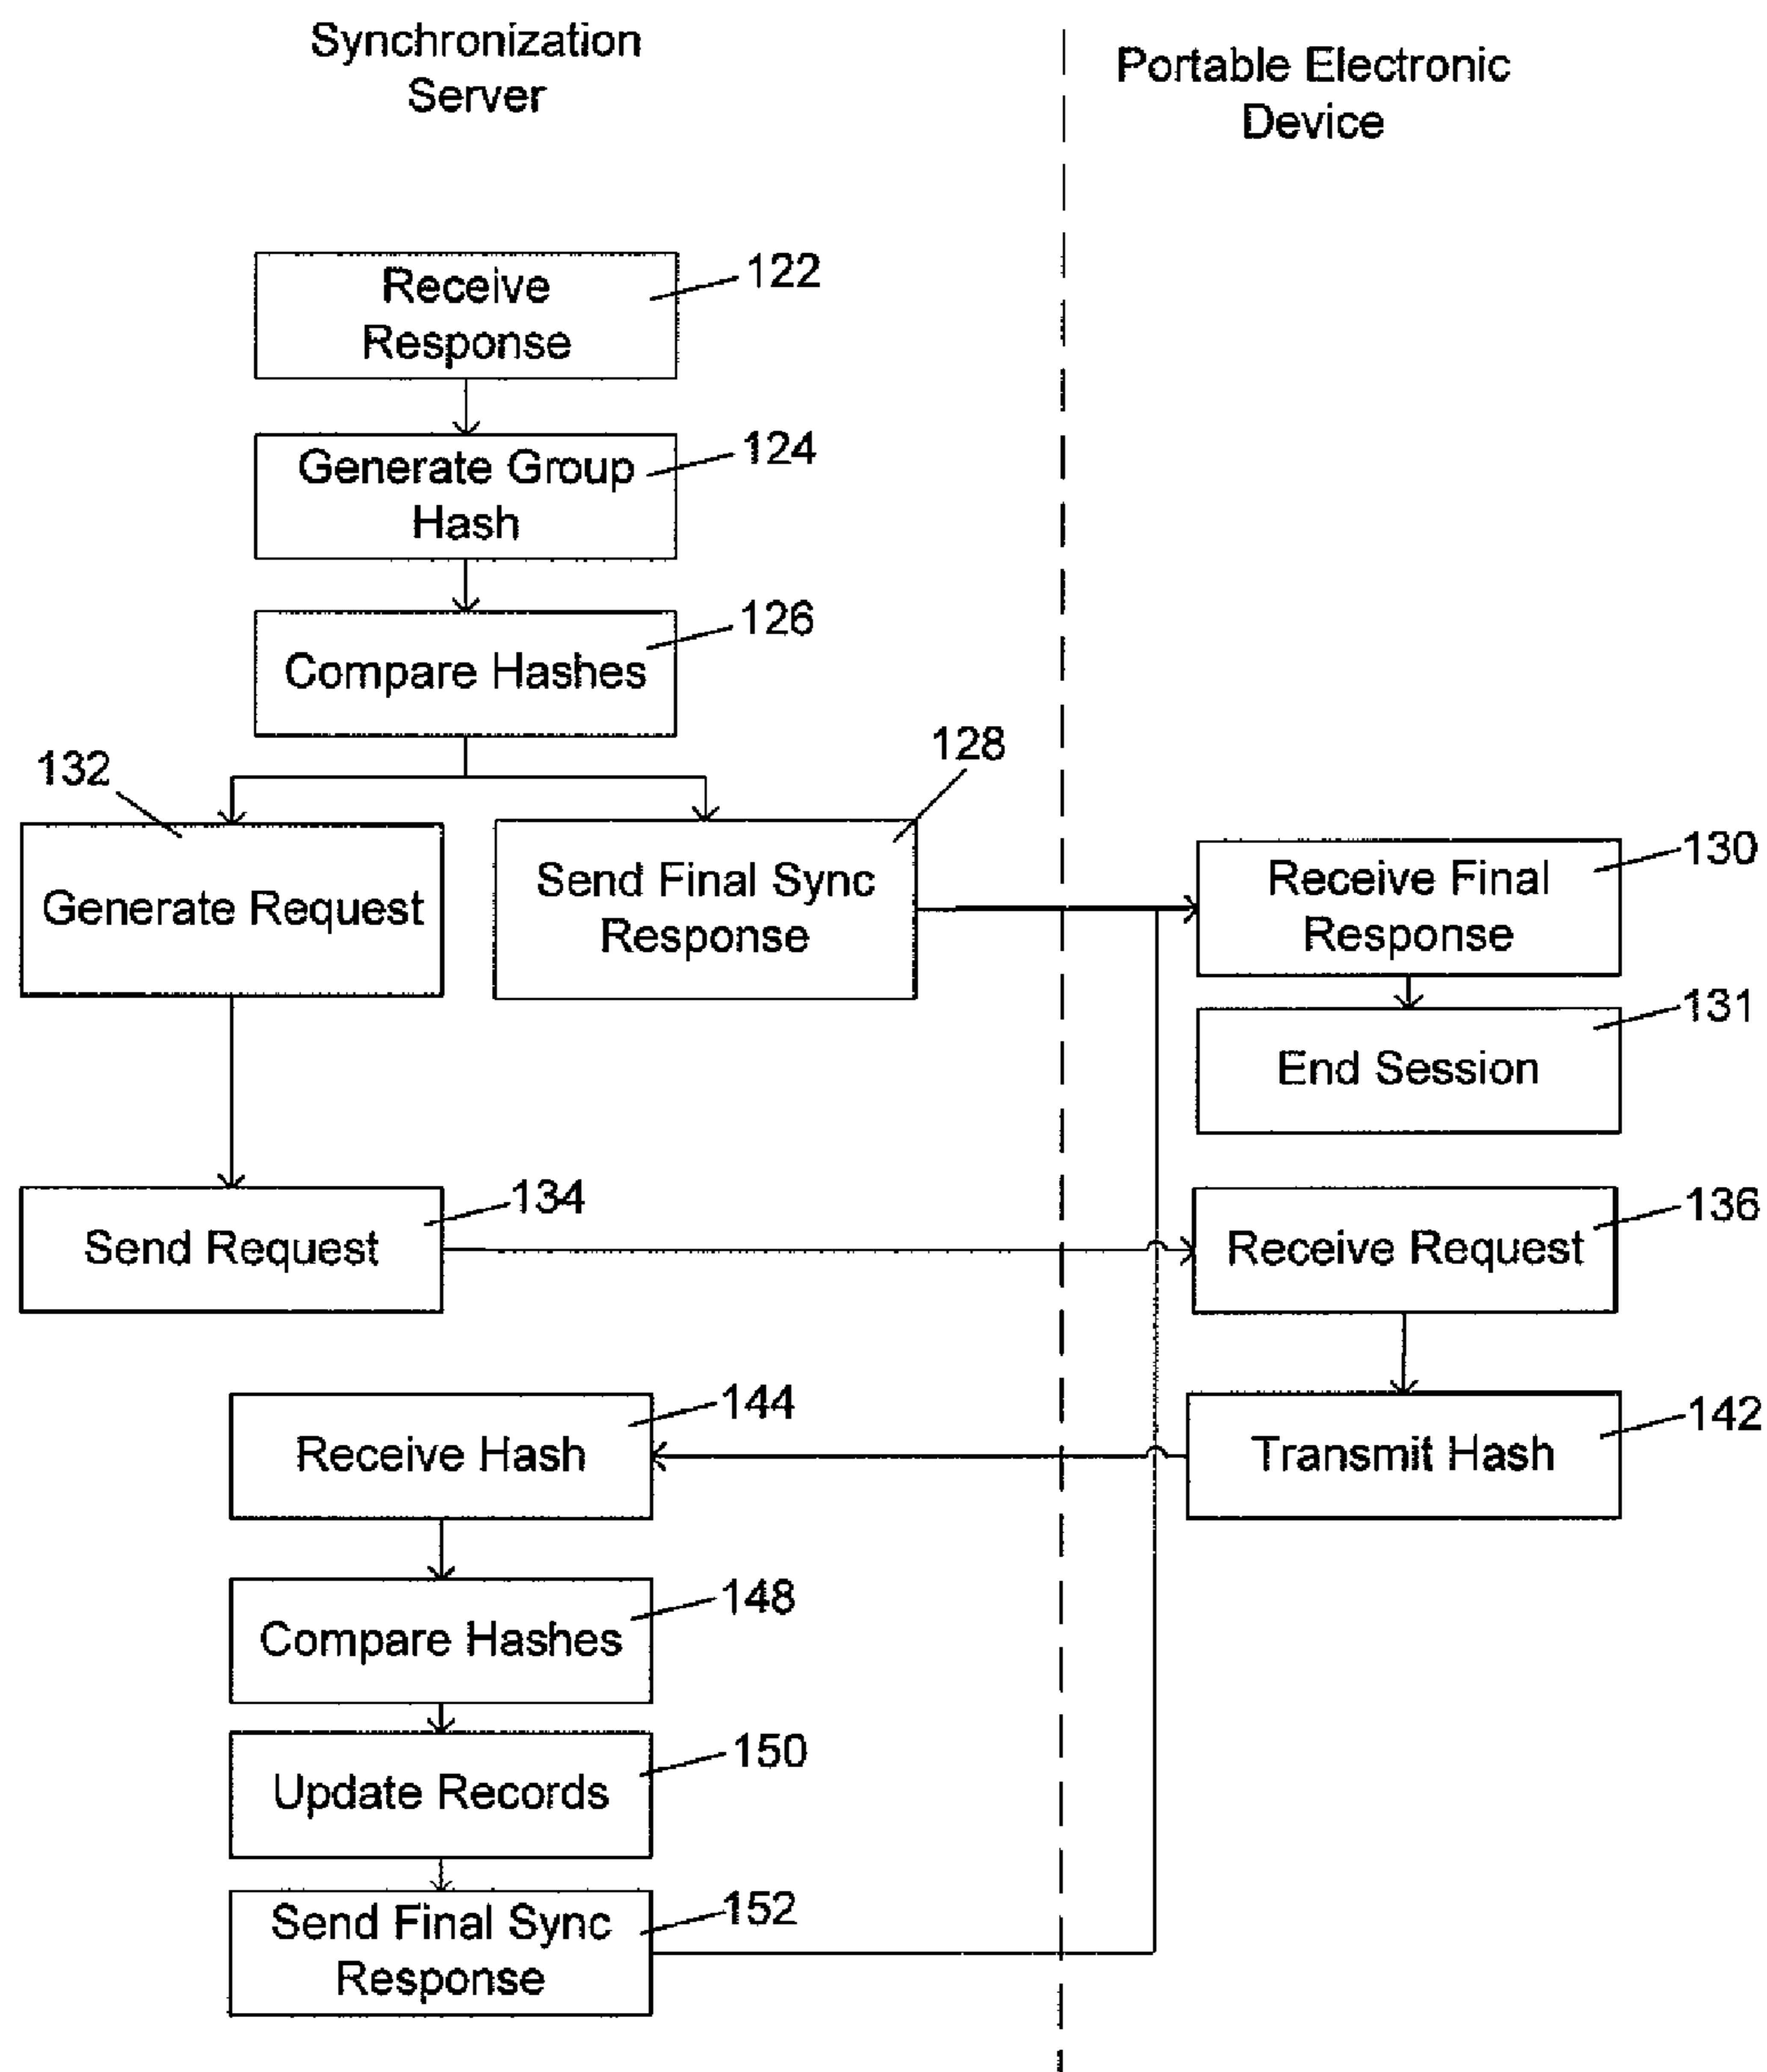 Synchronization
Server
Portable Electronic
Device
Receive
Response
122
Generate Group
Hash
124
Compare Hashes
126
132
128
Generate Request
Send Final Sync
Response
Receive Final
Response
130
End Session
131
Send Request
134
Receive Request
136
Receive Hash
144
Transmit Hash
142
Compare Hashes
148
Update Records
150
Send Final Sync
Response
152